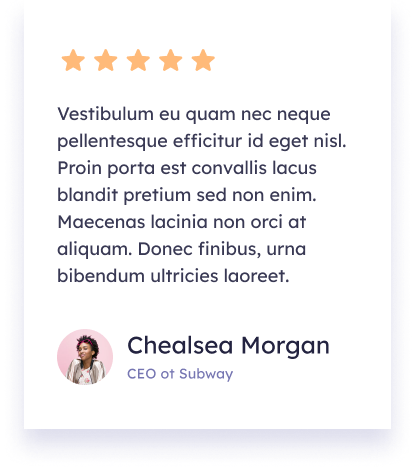 Vestibulum eu quam nec neque
pellentesque efficitur id eget nisl.
Proin porta est convallis lacus
blandit pretium sed non enim.
Maecenas lacinia non orci at
aliquam. Donec finibus, urna
bibendum ultricies laoreet.
Chealsea Morgan
CEO ot Subway